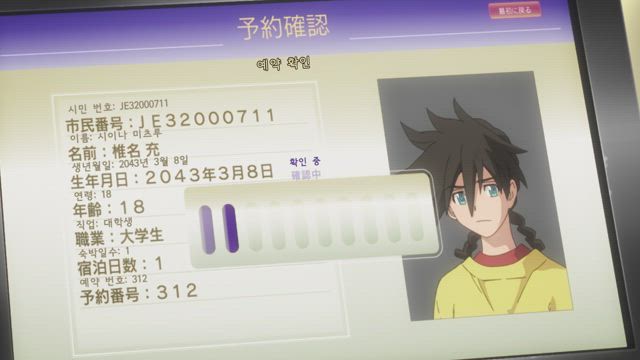 予約確認
最初に戻る
예약 확인
시민 번호: JE32000711
市民番号:JE32000711
이름: 시이나 미츠루
名前:椎名 充
생년월일: 2043년 3월 8일
生年月日:2043年3月8日
확인 중
確認中
연령: 18
年齢:18
직업: 대학생
職業:大学生
숙박일수: 1
宿泊日数:1
예약 번호: 312
予約番号:312